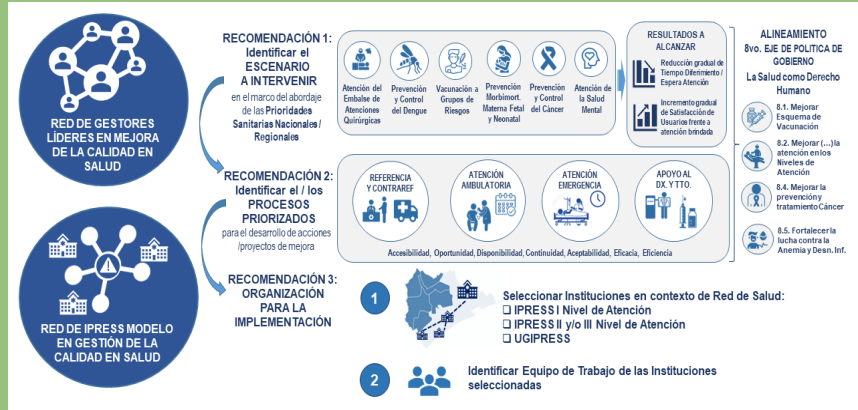 RED DE GESTORES
LÍDERES EN MEJORA
DE LA CALIDAD EN
SALUD
RED DE IPRESS MODELO
EN GESTIÓN DE LA
CALIDAD EN SALUD
RECOMENDACIÓN 1:
Identificar el
ESCENARIO
A INTERVENIR
en el marco del abordaje
de las Prioridades
Sanitarias Nacionales /
Regionales
Atención del
Embalse de
Atenciones
Quirúrgicas
Prevención
y Control
del Dengue
Vacunación a
Grupos de
Riesgos
Prevención
Morbimort.
Materna Fetal
y Neonatal
Prevención
y Control
del Cáncer
Atención de
la Salud
Mental
RESULTADOS A
ALCANZAR
Reducción gradual de
Tiempo Diferimiento /
Espera Atención
Incremento gradual
de Satisfacción de
Usuarios frente a
atención brindada
ALINEAMIENTO
8vo. EJE DE POLITICA DE
GOBIERNO
La Salud como Derecho
Humano
8.1. Mejorar
Esquema de
Vacunación
8.2. Mejorar (...) la
atención en los
Niveles de
Atención
8.4. Mejorar la
prevención y
tratamiento Cáncer
8.5. Fortalecer la
lucha contra la
Anemia y Desn. Inf.
RECOMENDACIÓN 2:
Identificar el / los
PROCESOS
PRIORIZADOS
para el desarrollo de acciones
/proyectos de mejora
REFERENCIA
Y CONTRAREF
ATENCIÓN
AMBULATORIA
ATENCIÓN
EMERGENCIA
APOYO AL
DX. Y TTO.
Accesibilidad, Oportunidad, Disponibilidad, Continuidad, Aceptabilidad, Eficacia, Eficiencia
RECOMENDACIÓN 3:
ORGANIZACIÓN
PARA LA
IMPLEMENTACIÓN
1
Seleccionar Instituciones en contexto de Red de Salud:
❑ IPRESS I Nivel de Atención
❑ IPRESS II y/o III Nivel de Atención
❑ UGIPRESS
2
Identificar Equipo de Trabajo de las Instituciones
seleccionadas